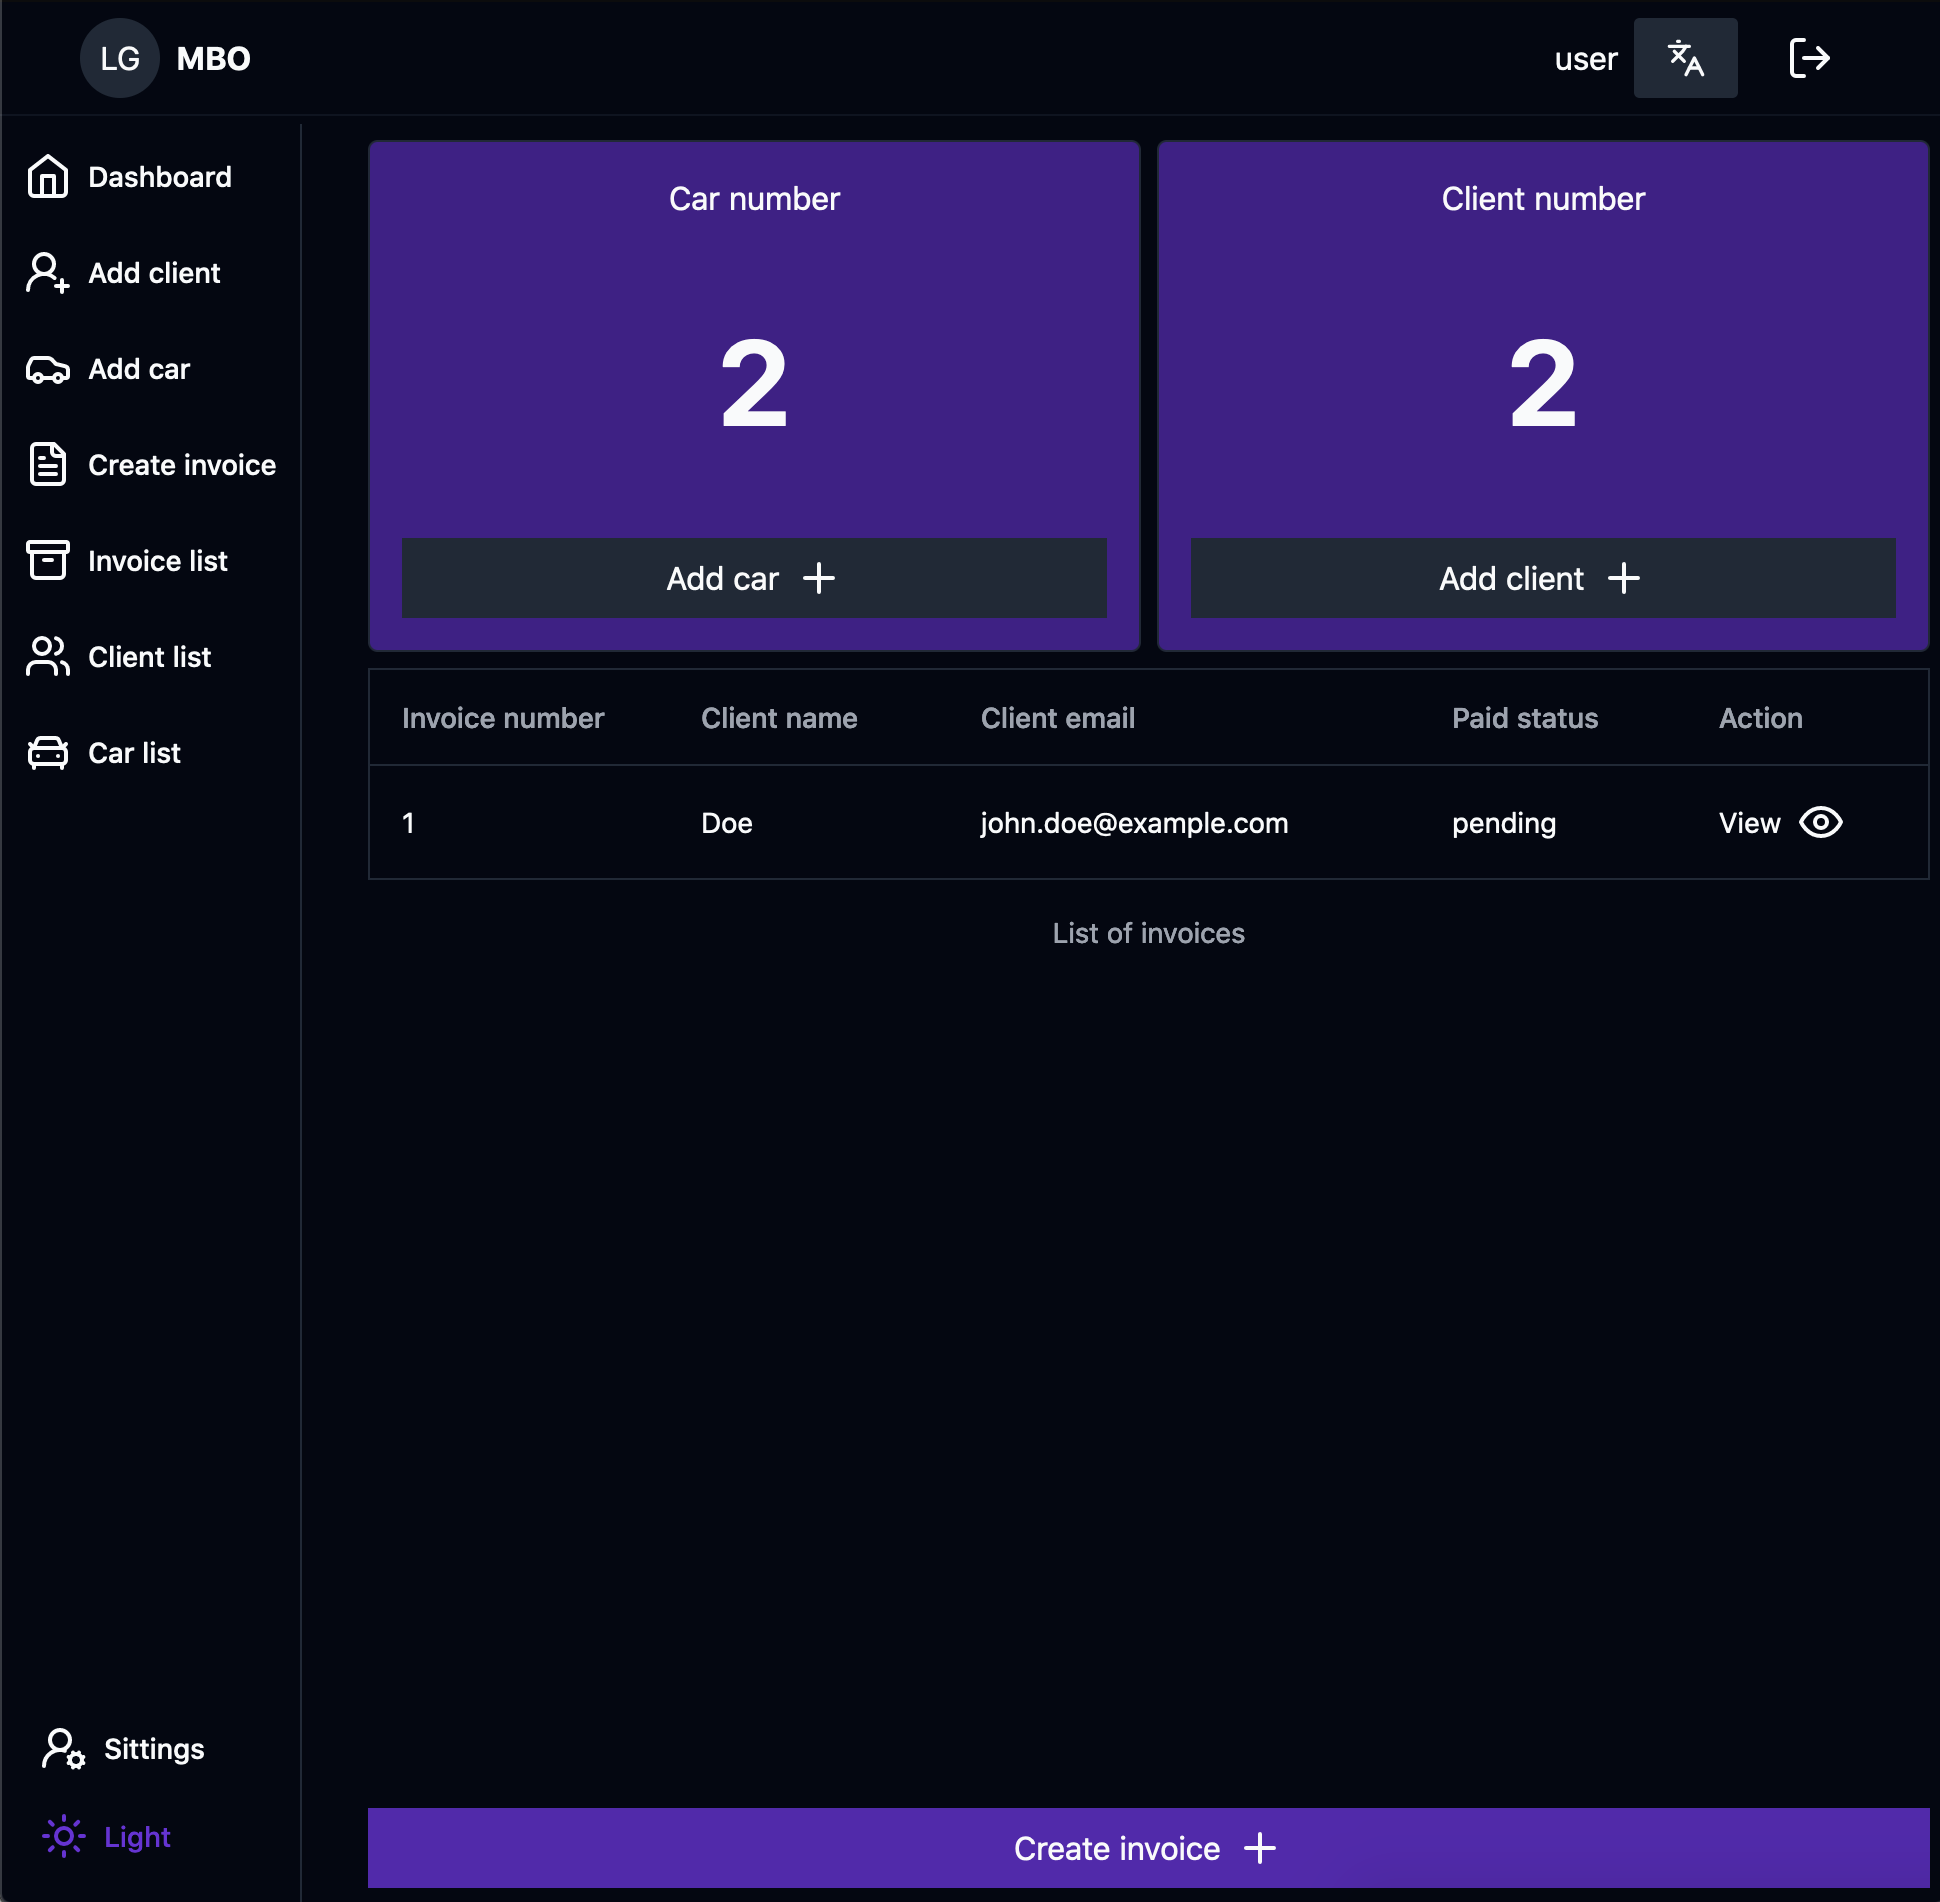 LG MBO
user
Dashboard
Add client
Add car
Create invoice
Invoice list
Client list
Car list
Sittings
Light
Car number
2
Add car
Client number
2
Add client
Invoice number Client name Client email Paid status Action
1 Doe john.doe@example.com pending View
List of invoices
Create invoice